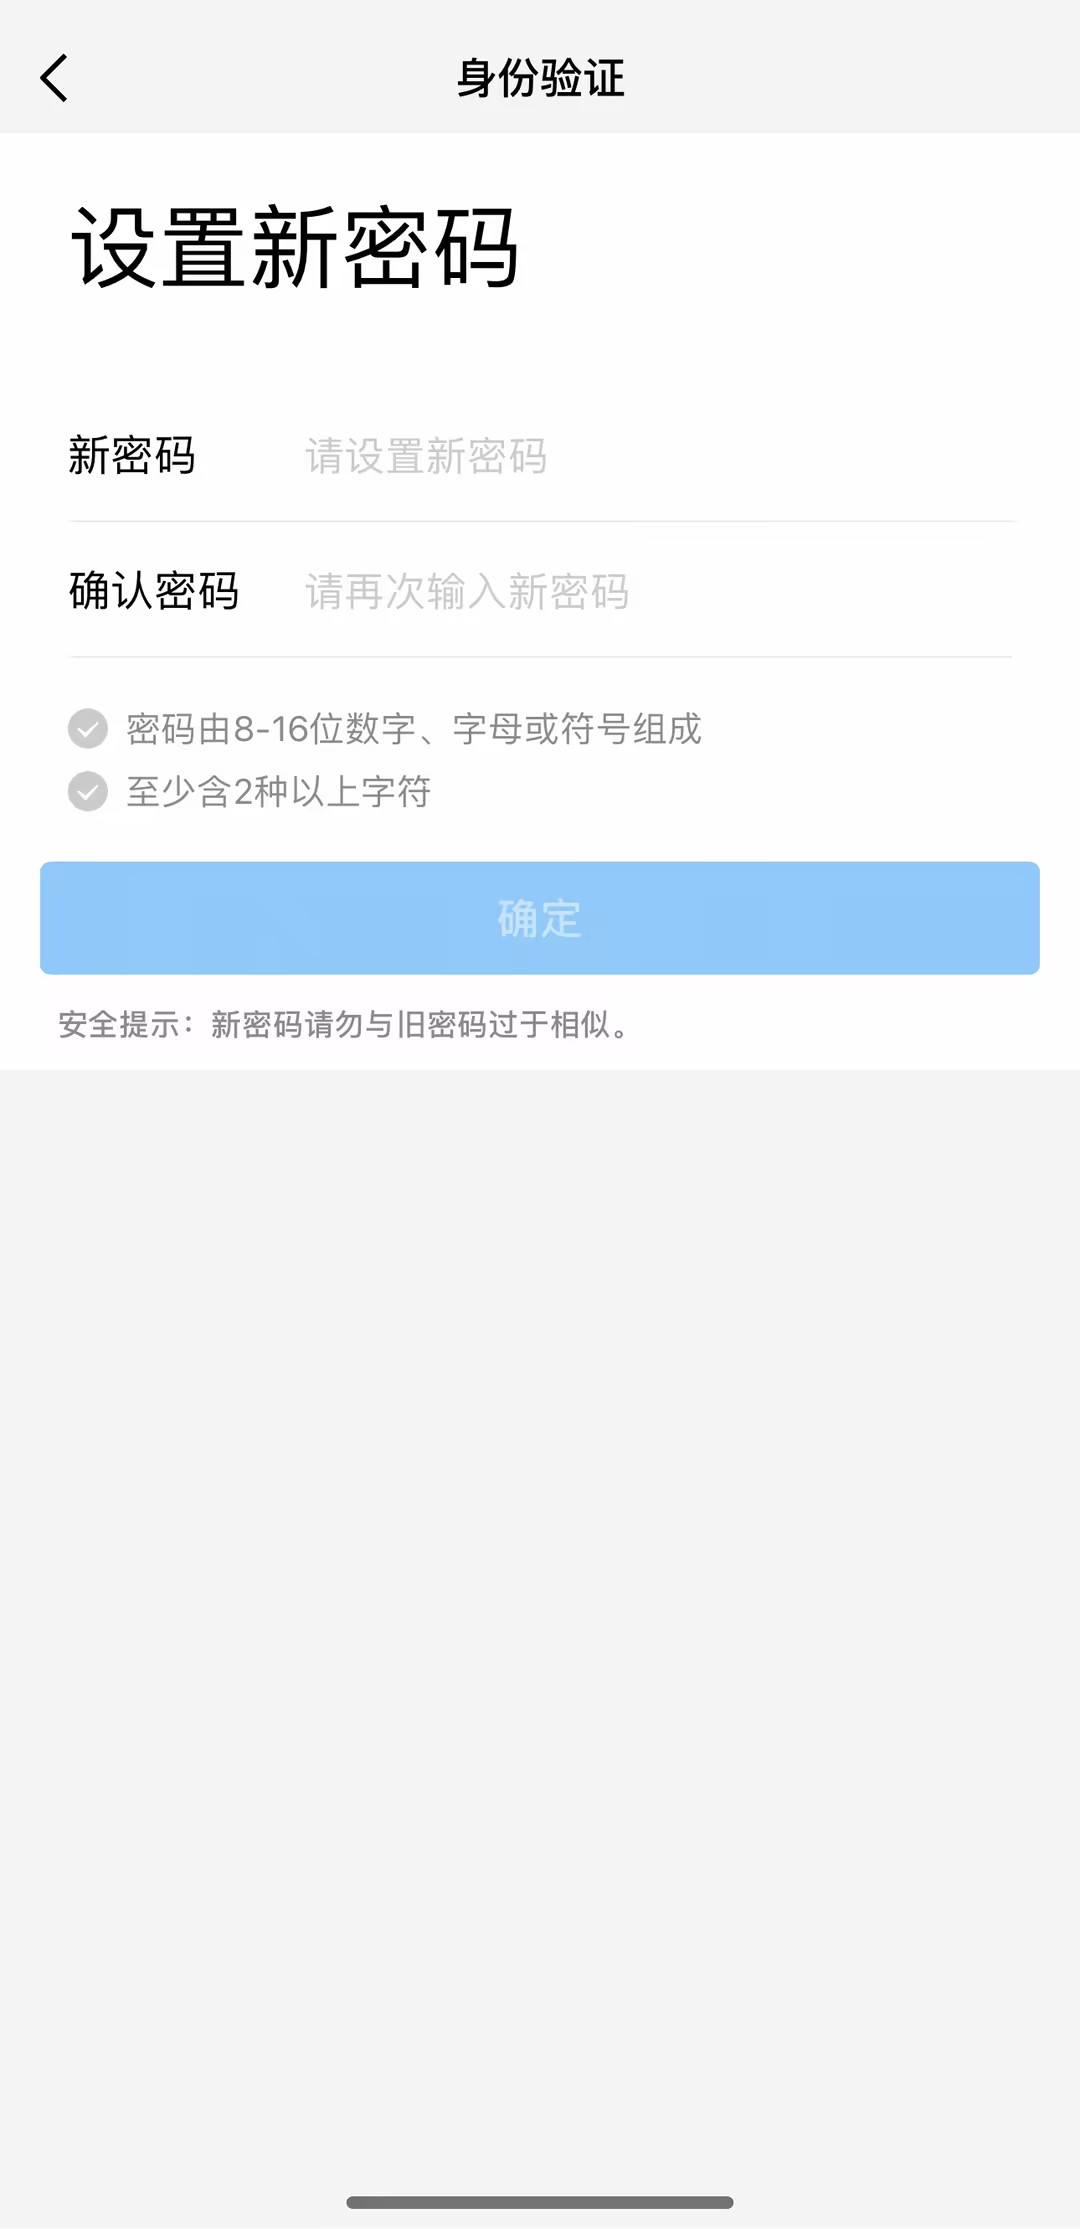 身份验证
设置新密码
新密码 请设置新密码
确认密码 请再次输入新密码
密码由8-16位数字、字母或符号组成
至少含2种以上字符
确定
安全提示：新密码请勿与旧密码过于相似。